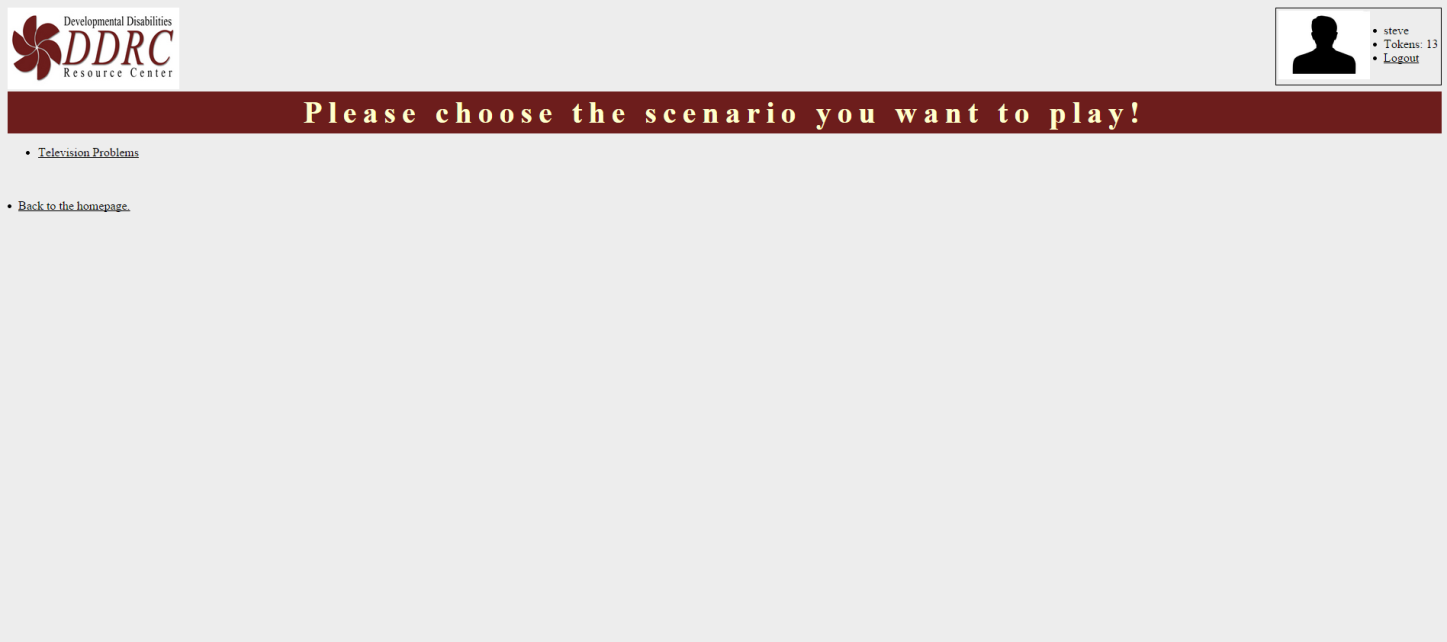 Developmental Disabilities
DDRC
Resource Center
steve
Tokens: 13
Logout
Please choose the scenario you want to play!
Television Problems
Back to the homepage.